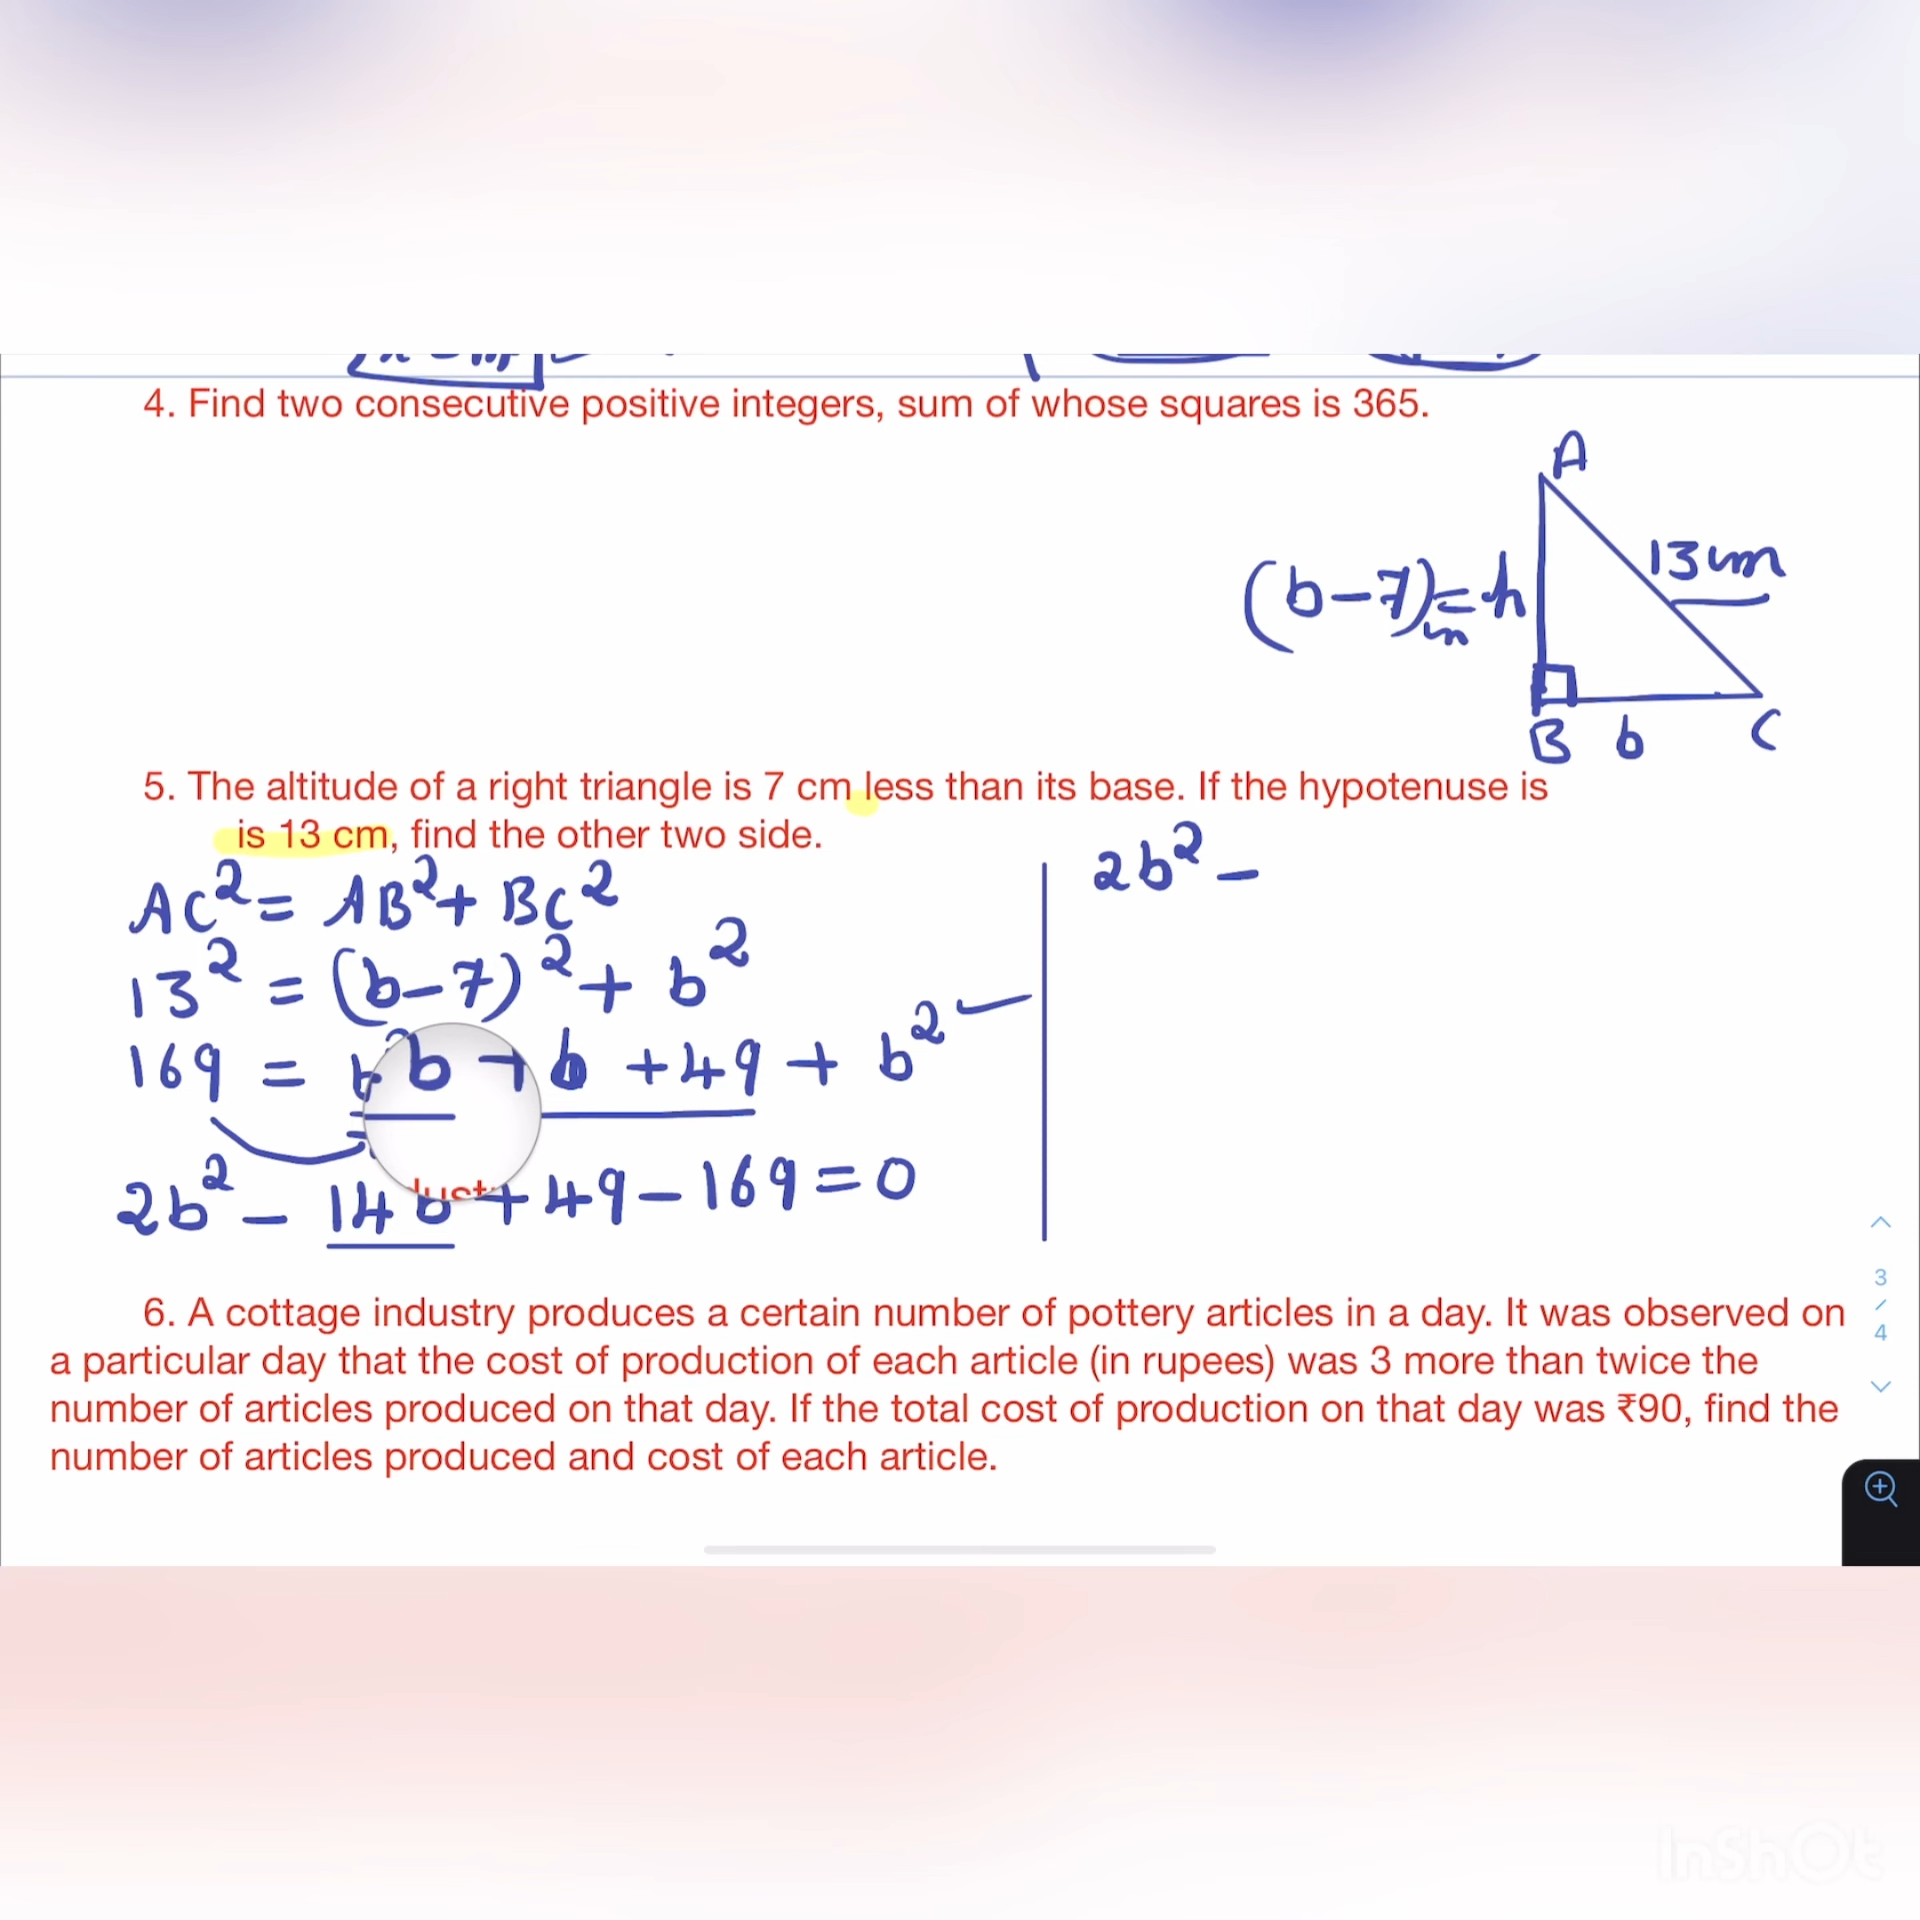 4. Find two consecutive positive integers, sum of whose squares is 365.
A
13cm
(b-7)cm=h
B b C
5. The altitude of a right triangle is 7 cm less than its base. If the hypotenuse is
is 13 cm, find the other two side.
AC²= AB²+ BC²
13² = (b-7)²+ b²
169 = +49 + b²
2b² - 14b+49-169=0
2b² -
6. A cottage industry produces a certain number of pottery articles in a day. It was observed on
a particular day that the cost of production of each article (in rupees) was 3 more than twice the
number of articles produced on that day. If the total cost of production on that day was ₹90, find the
number of articles produced and cost of each article.
3
/
4
InShOt